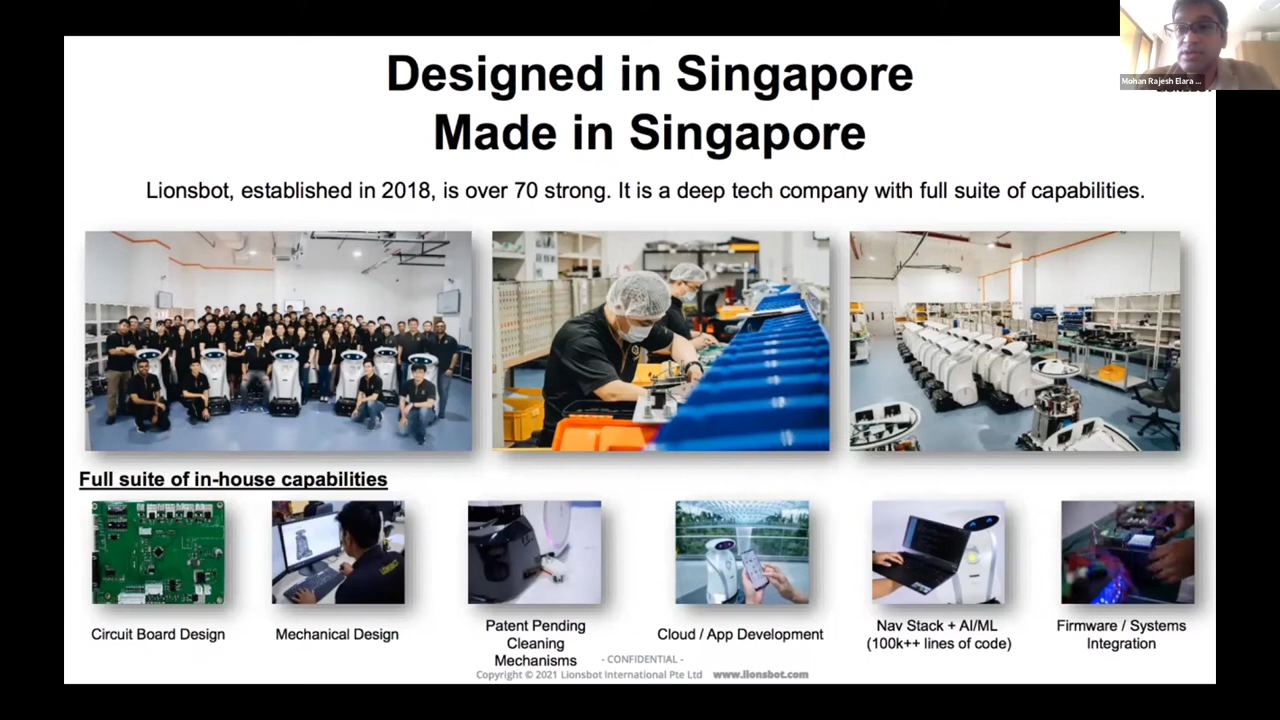 Designed in Singapore
Made in Singapore
Mohan Rajesh Elara ...
Lionsbot, established in 2018, is over 70 strong. It is a deep tech company with full suite of capabilities.
Full suite of in-house capabilities
Circuit Board Design
Mechanical Design
Patent Pending
Cleaning
Mechanisms
Cloud / App Development
Nav Stack + AI/ML
(100k++ lines of code)
Firmware / Systems
Integration
- CONFIDENTIAL -
Copyright © 2021 Lionsbot International Pte Ltd www.lionsbot.com